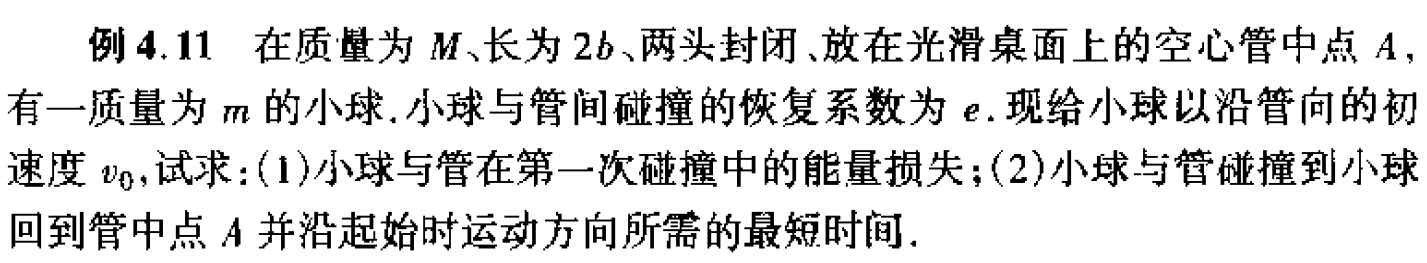 例4.11 在质量为 M、长为 2b、两头封闭、放在光滑桌面上的空心管中点 A,
有一质量为 m 的小球.小球与管间碰撞的恢复系数为 e.现给小球以沿管向的初
速度 v₀,试求:(1)小球与管在第一次碰撞中的能量损失;(2)小球与管碰撞到小球
回到管中点 A 并沿起始时运动方向所需的最短时间.